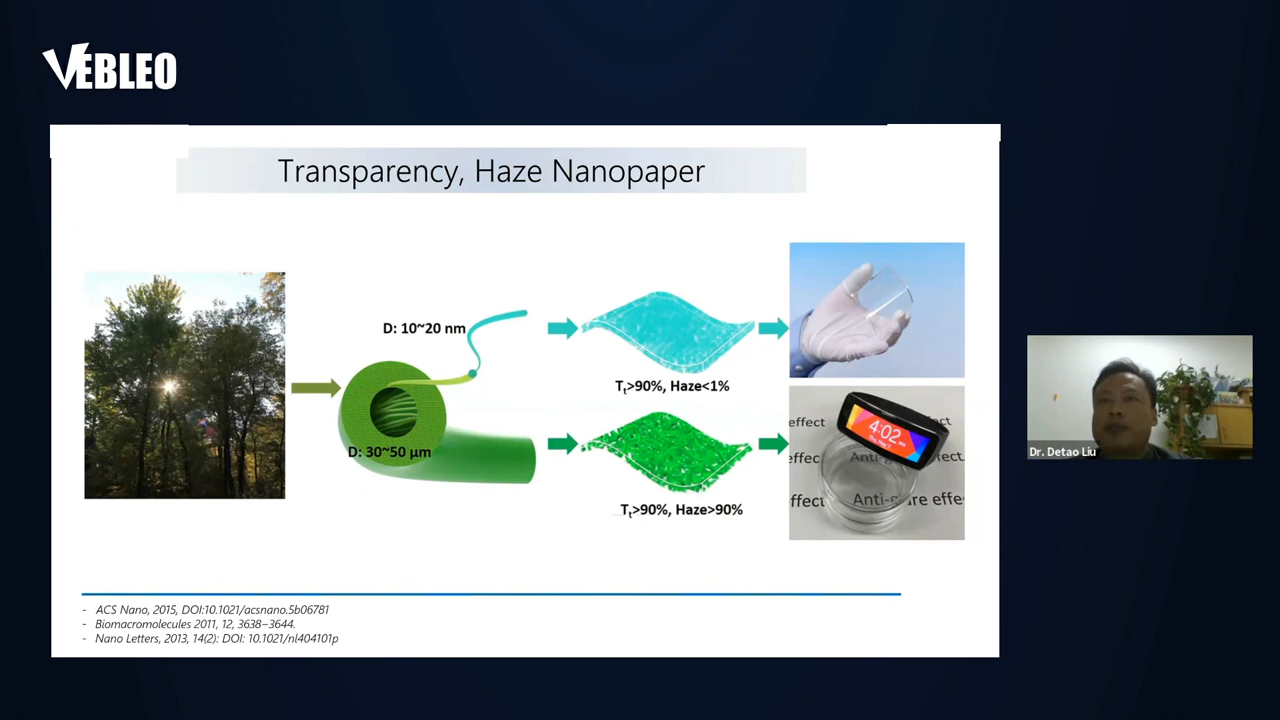 VEBLEO
Transparency, Haze Nanopaper
D: 10~20 nm
Tt>90%, Haze<1%
effect
4:02
effect
D: 30~50 μm
Dr. Detao Liu
effect
Anti-effect
Tt>90%, Haze>90%
- ACS Nano, 2015, DOI:10.1021/acsnano.5b06781
- Biomacromolecules 2011, 12, 3638–3644.
- Nano Letters, 2013, 14(2): DOI: 10.1021/nl404101p